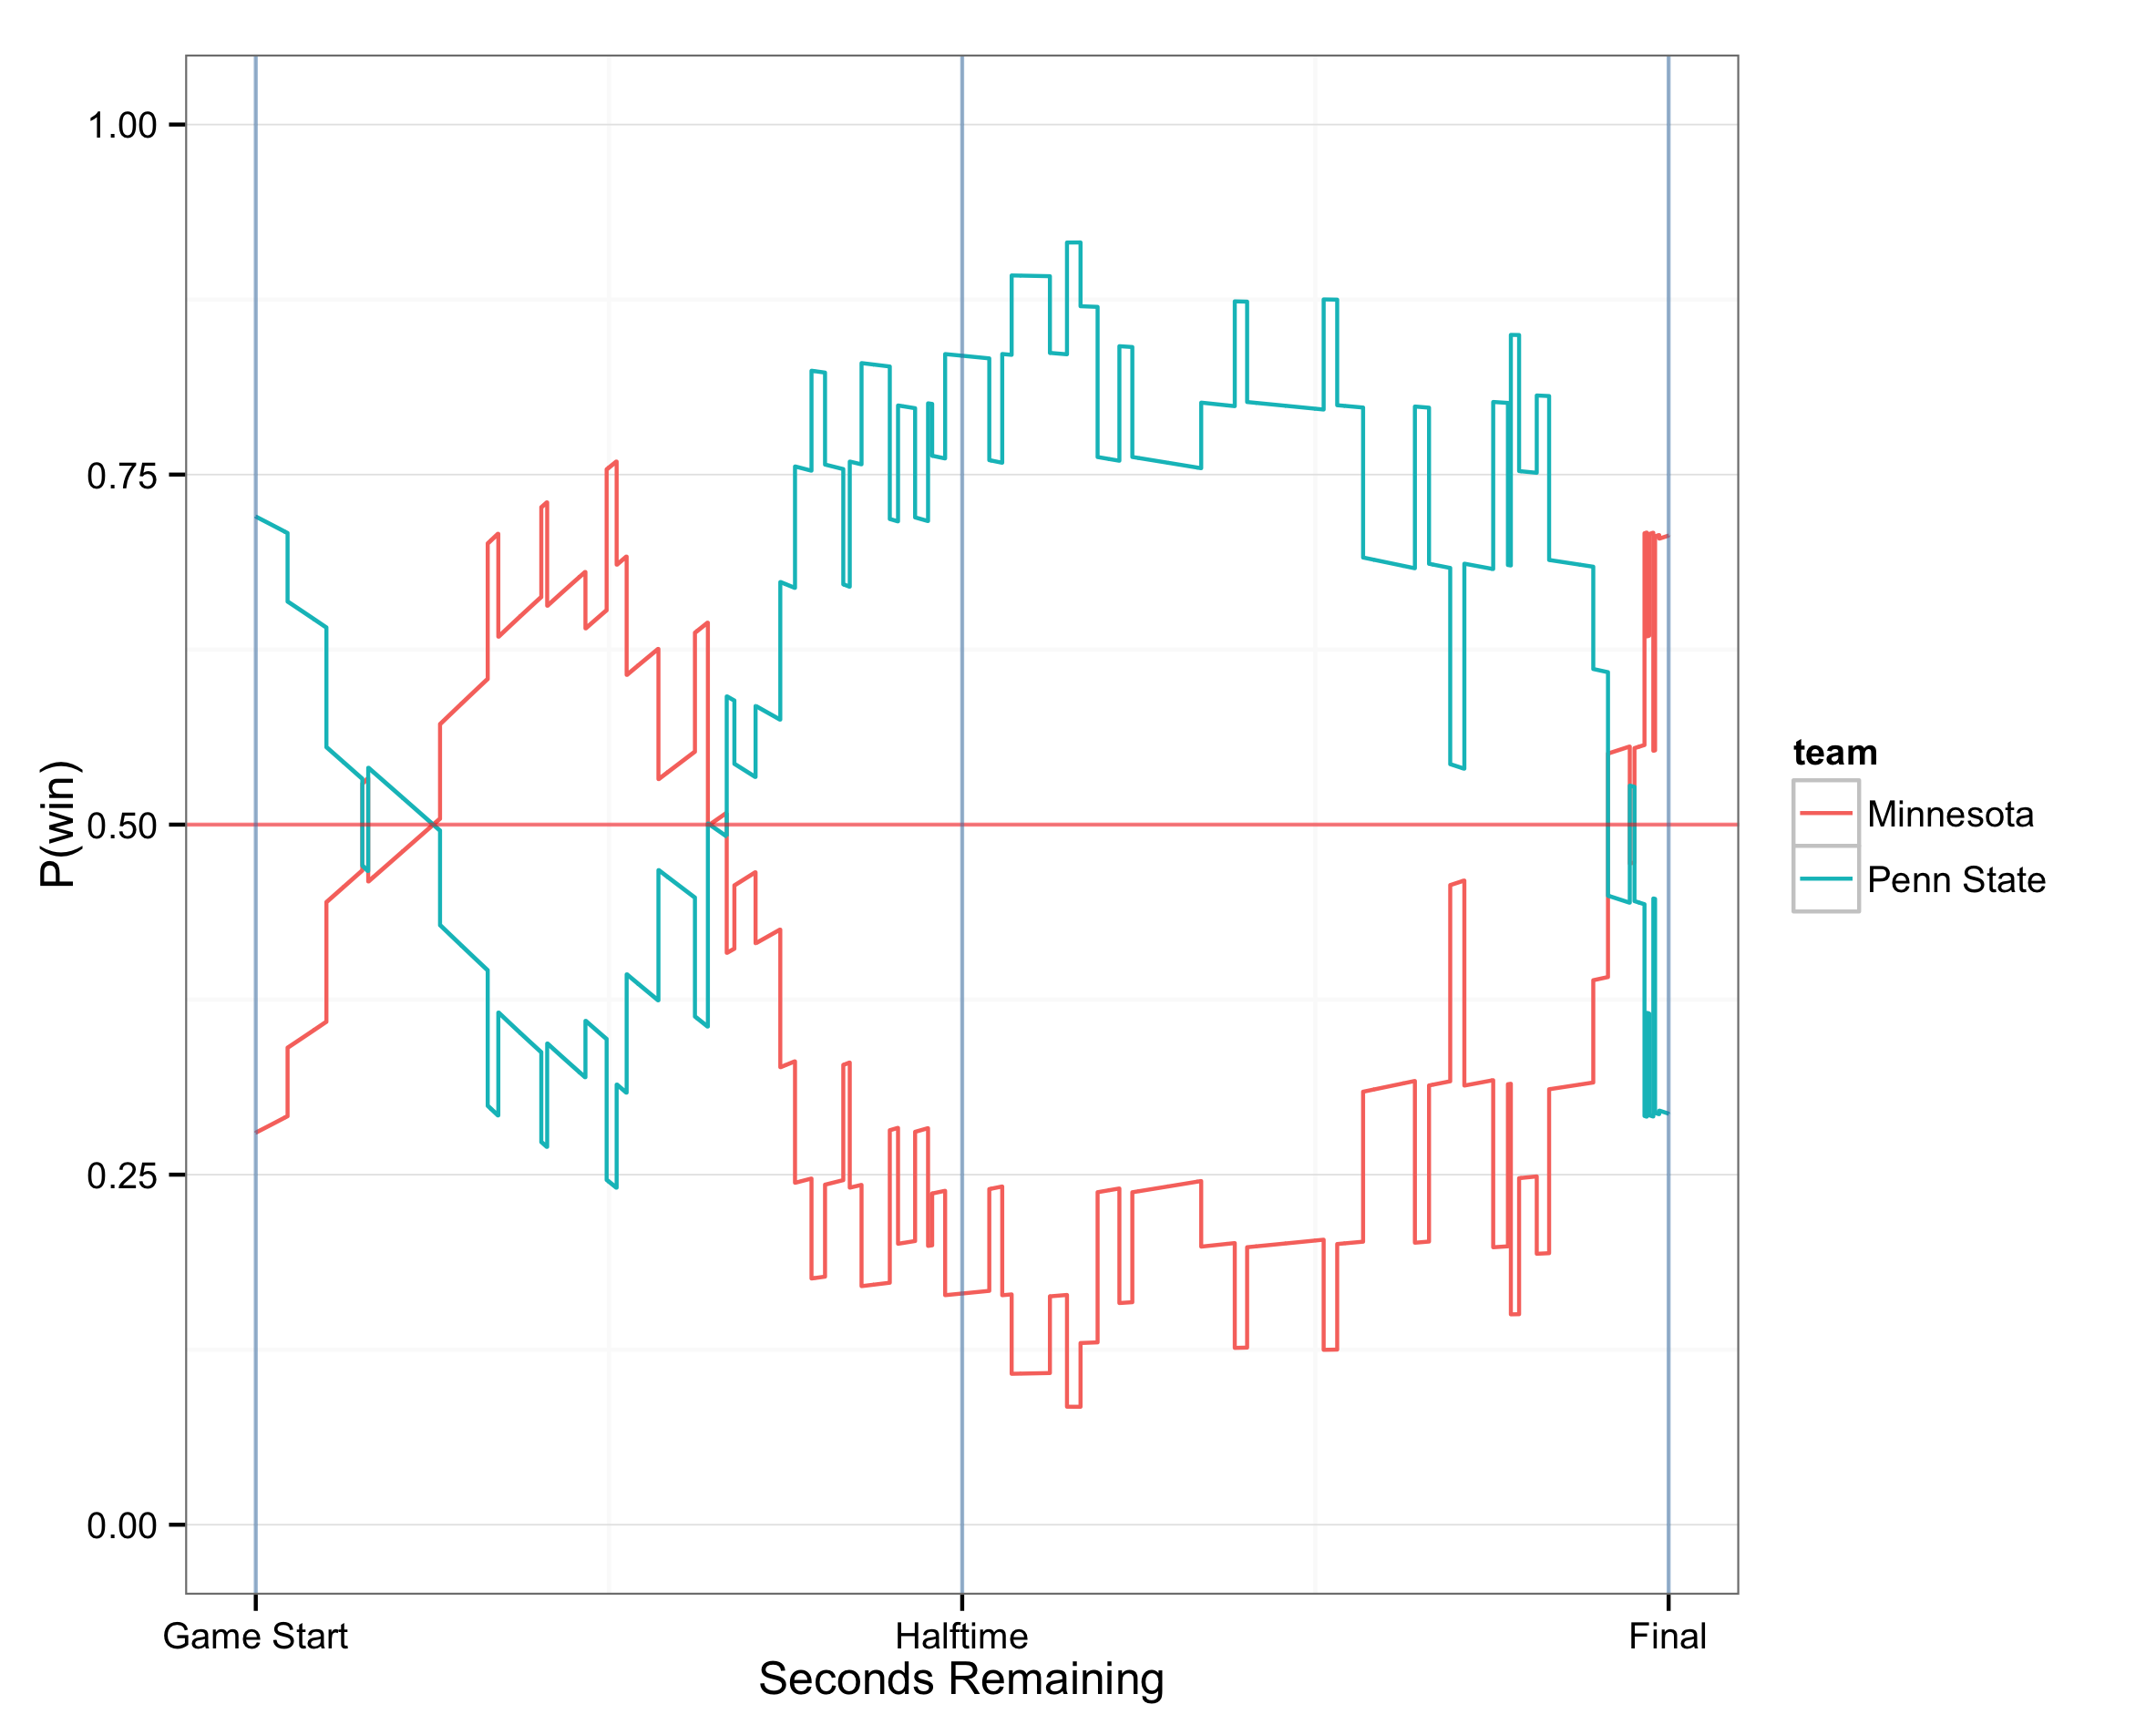 P(win)
1.00
0.75
0.50
0.25
0.00
Game Start
Halftime
Final
Seconds Remaining
team
Minnesota
Penn State